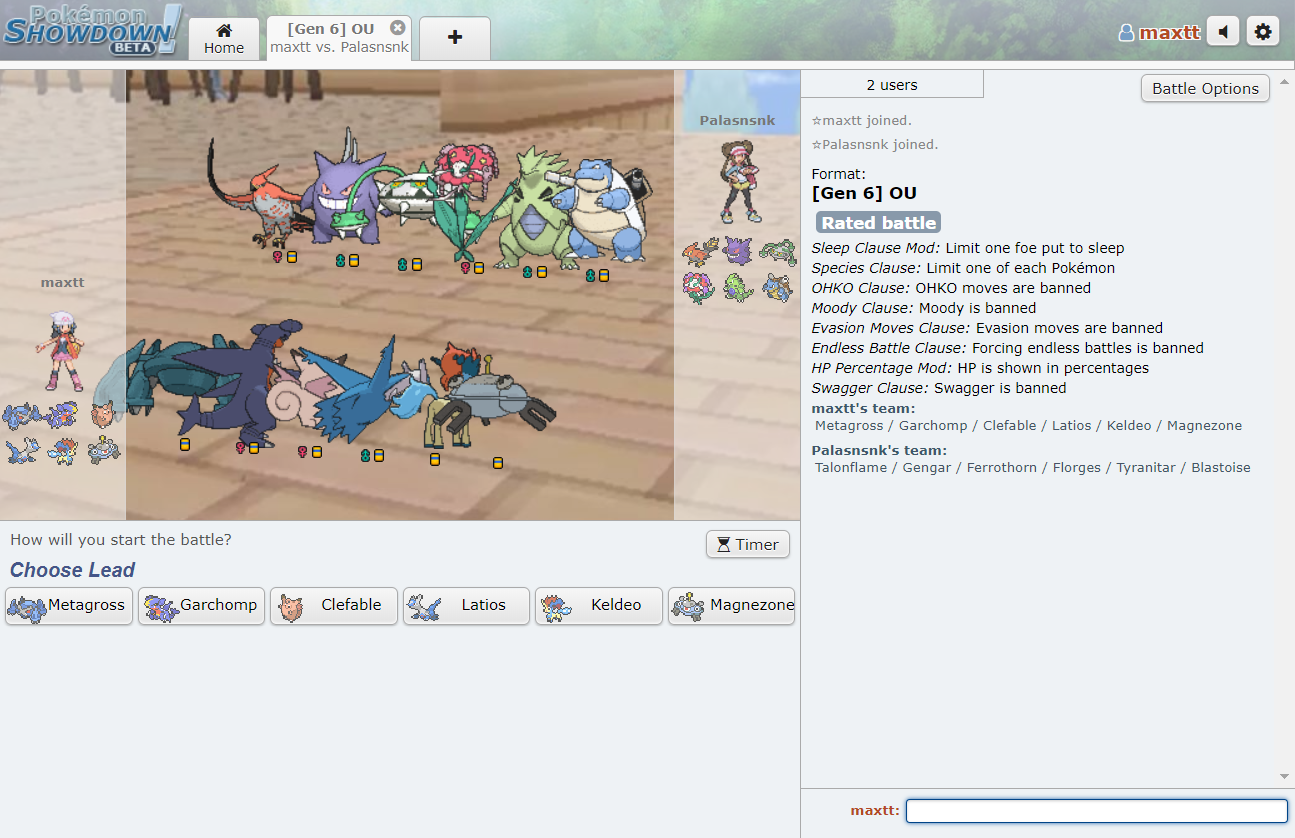 Pokémon
SHOWDOWN!
BETA
Home
[Gen 6] OU
maxtt vs. Palasnsnk
maxtt
2 users
Battle Options
Palasnsnk
maxtt
☆maxtt joined.
☆Palasnsnk joined.
Format:
[Gen 6] OU
Rated battle
Sleep Clause Mod: Limit one foe put to sleep
Species Clause: Limit one of each Pokémon
OHKO Clause: OHKO moves are banned
Moody Clause: Moody is banned
Evasion Moves Clause: Evasion moves are banned
Endless Battle Clause: Forcing endless battles is banned
HP Percentage Mod: HP is shown in percentages
Swagger Clause: Swagger is banned
maxtt's team:
Metagross / Garchomp / Clefable / Latios / Keldeo / Magnezone
Palasnsnk's team:
Talonflame / Gengar / Ferrothorn / Florges / Tyranitar / Blastoise
How will you start the battle?
Timer
Choose Lead
Metagross
Garchomp
Clefable
Latios
Keldeo
Magnezone
maxtt: